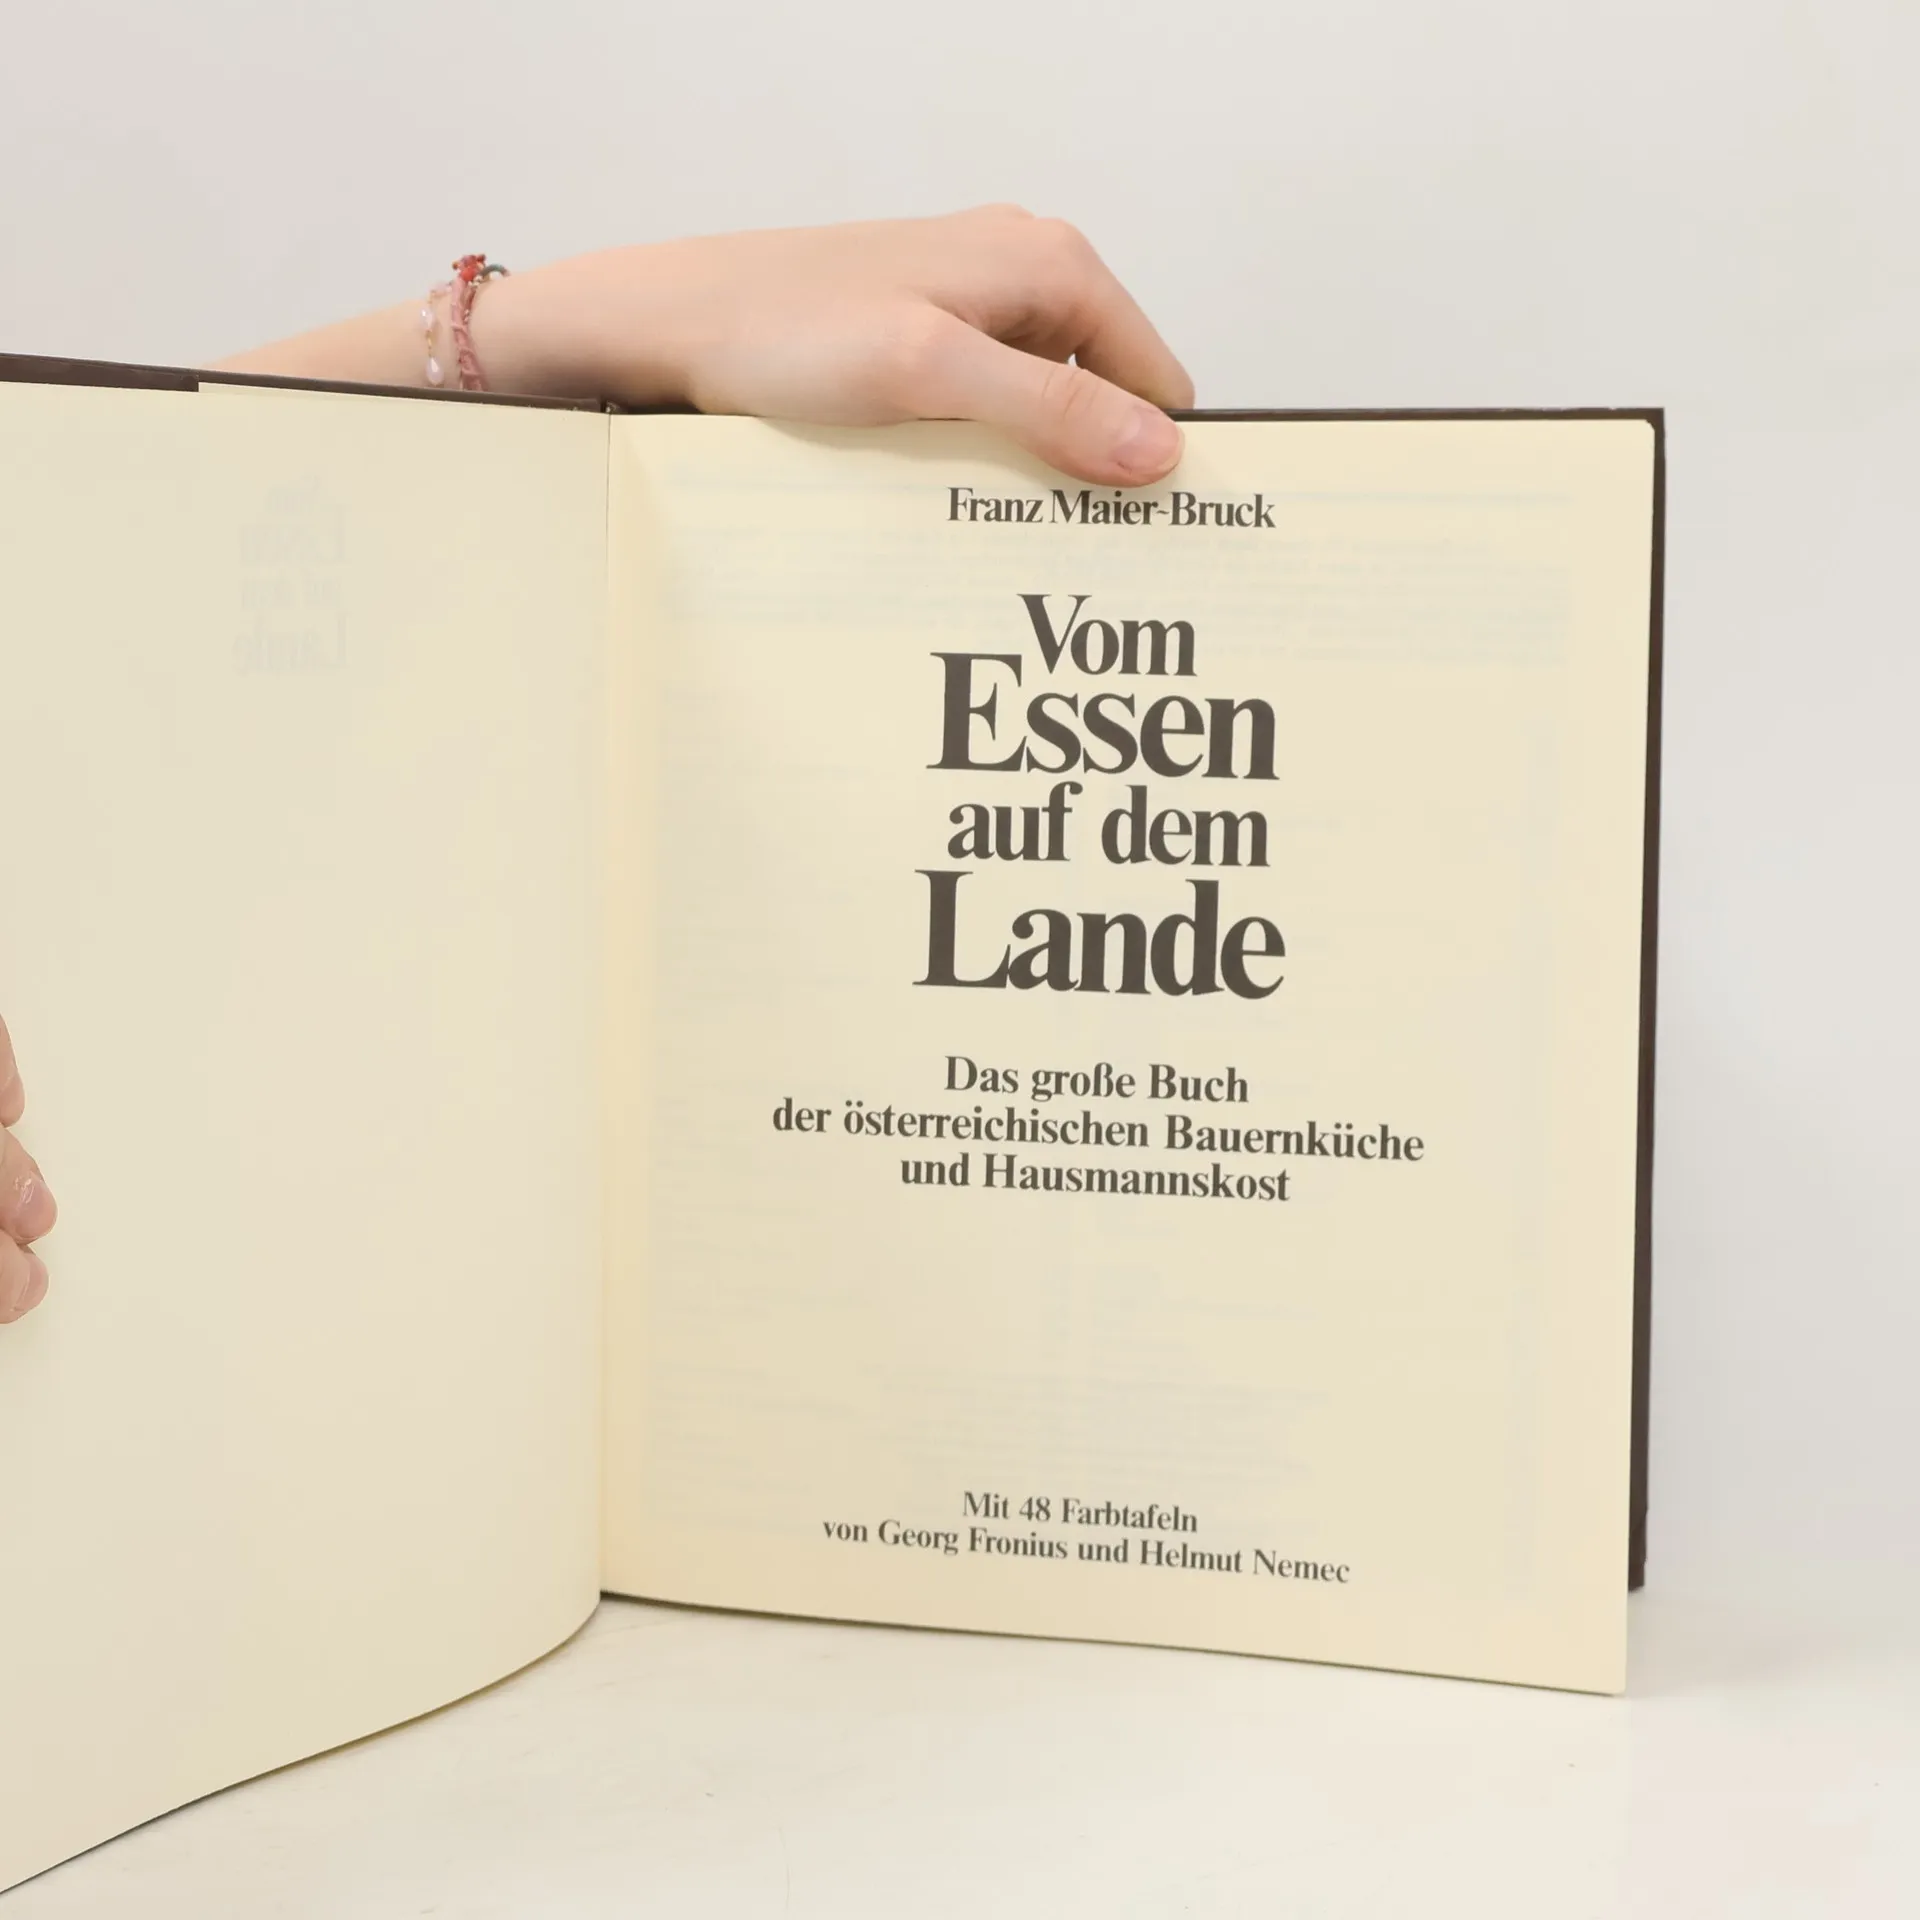 Franz Maier-Bruck
Vom
Essen
auf dem
Lande
Das große Buch
der österreichischen Bauernküche
und Hausmannskost
Mit 48 Farbtafeln
von Georg Fronius und Helmut Nemec